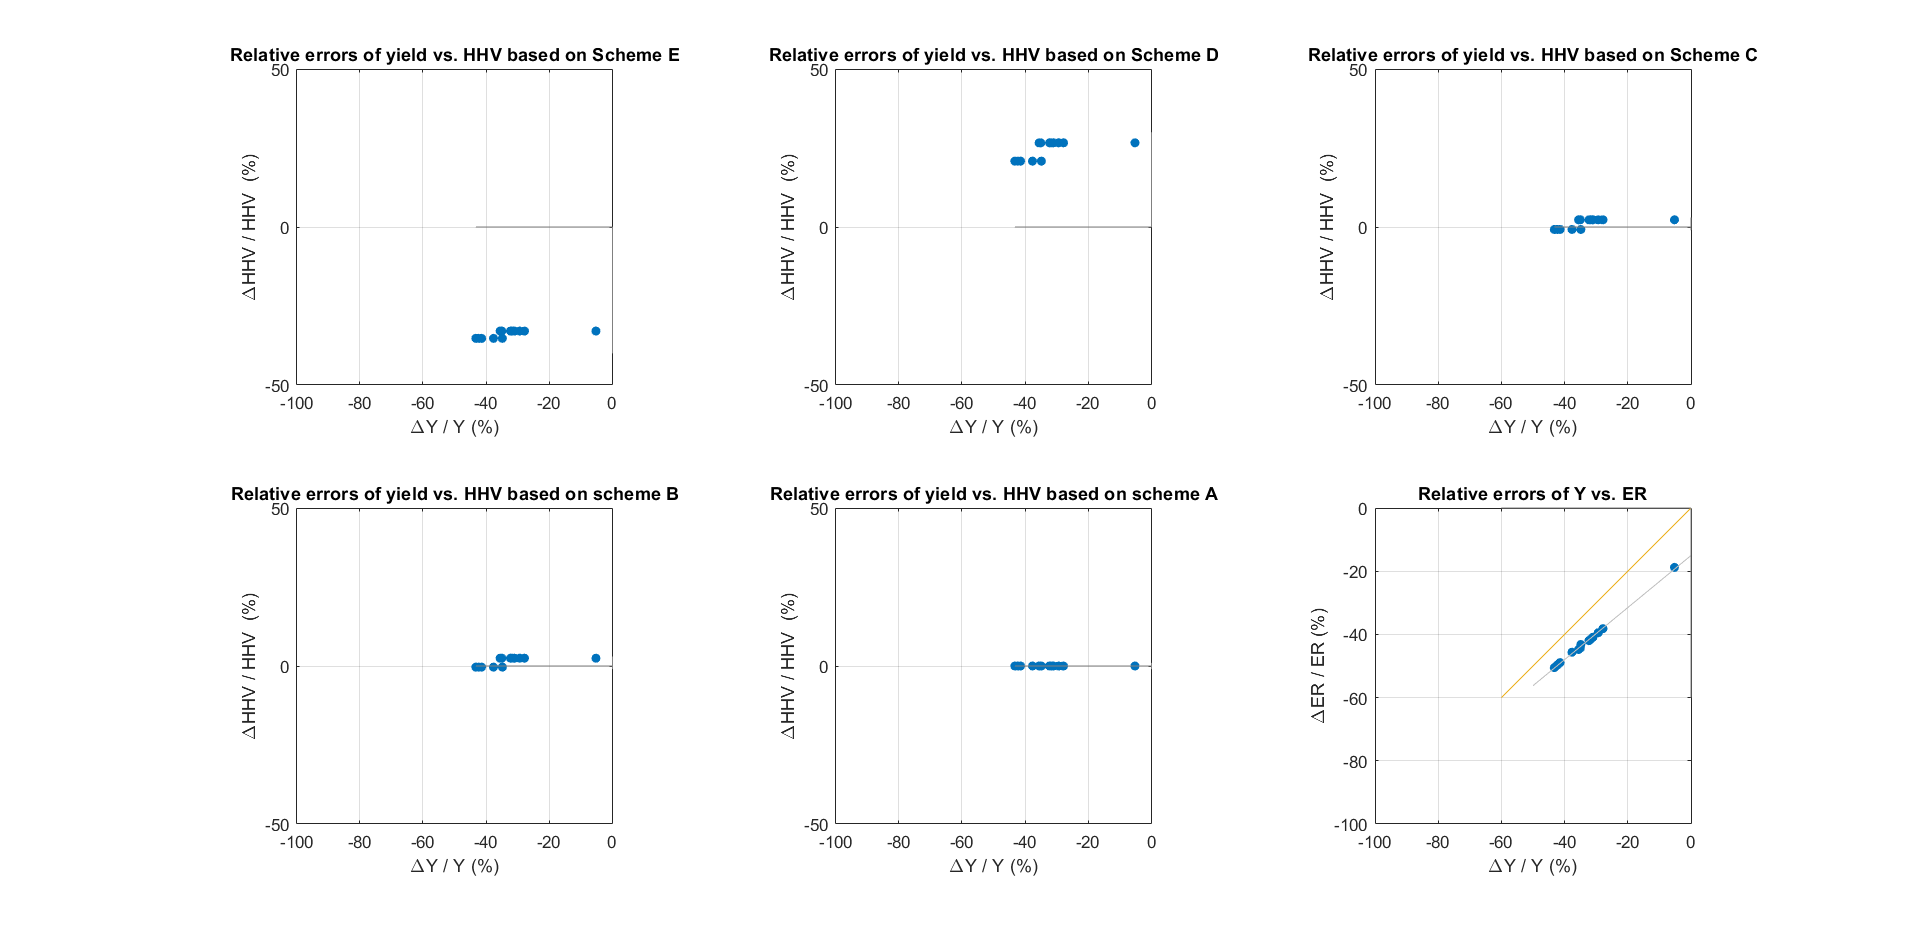 Relative errors of yield vs. HHV based on Scheme E
50
0
-50
ΔHHV / HHV (%)
-100 -80 -60 -40 -20 0
ΔY / Y (%)
Relative errors of yield vs. HHV based on Scheme D
50
0
-50
ΔHHV / HHV (%)
-100 -80 -60 -40 -20 0
ΔY / Y (%)
Relative errors of yield vs. HHV based on Scheme C
50
0
-50
ΔHHV / HHV (%)
-100 -80 -60 -40 -20 0
ΔY / Y (%)
Relative errors of yield vs. HHV based on scheme B
50
0
-50
ΔHHV / HHV (%)
-100 -80 -60 -40 -20 0
ΔY / Y (%)
Relative errors of yield vs. HHV based on scheme A
50
0
-50
ΔHHV / HHV (%)
-100 -80 -60 -40 -20 0
ΔY / Y (%)
Relative errors of Y vs. ER
0
-20
-40
-60
-80
-100
ΔER / ER (%)
-100 -80 -60 -40 -20 0
ΔY / Y (%)